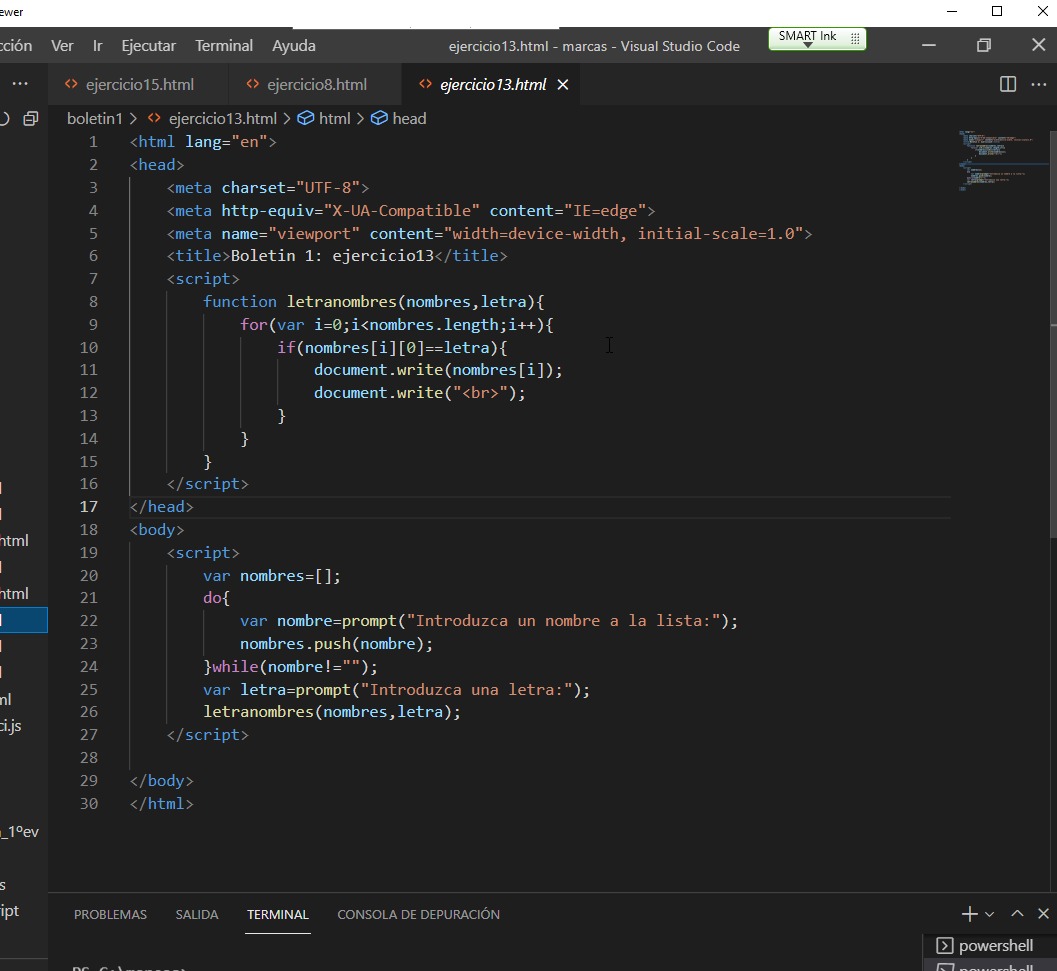 ewer
cción Ver Ir Ejecutar Terminal Ayuda ejercicio13.html - marcas - Visual Studio Code SMART Ink
ejercicio15.html ejercicio8.html ejercicio13.html
boletin1 > ejercicio13.html > html > head
1 <html lang="en">
2 <head>
3 <meta charset="UTF-8">
4 <meta http-equiv="X-UA-Compatible" content="IE=edge">
5 <meta name="viewport" content="width=device-width, initial-scale=1.0">
6 <title>Boletin 1: ejercicio13</title>
7 <script>
8 function letranombres(nombres,letra){
9 for(var i=0;i<nombres.length;i++){
10 if(nombres[i][0]==letra){
11 document.write(nombres[i]);
12 document.write("<br>");
13 }
14 }
15 }
16 </script>
17 </head>
18 <body>
19 <script>
20 var nombres=[];
21 do{
22 var nombre=prompt("Introduzca un nombre a la lista:");
23 nombres.push(nombre);
24 }while(nombre!="");
25 var letra=prompt("Introduzca una letra:");
26 letranombres(nombres,letra);
27 </script>
28
29 </body>
30 </html>
html
html
ml
ci.js
_1ºev
s
ipt
PROBLEMAS SALIDA TERMINAL CONSOLA DE DEPURACIÓN
powershell
powershell